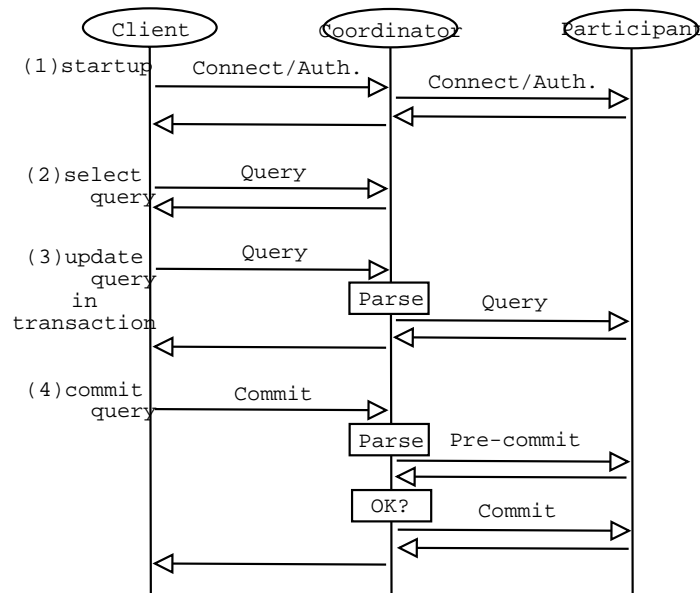 Client
Coordinator
Participant
(1)startup
Connect/Auth.
Connect/Auth.
(2)select
query
Query
(3)update
query
in
transaction
Query
Parse
Query
(4)commit
query
Commit
Parse
Pre-commit
OK?
Commit